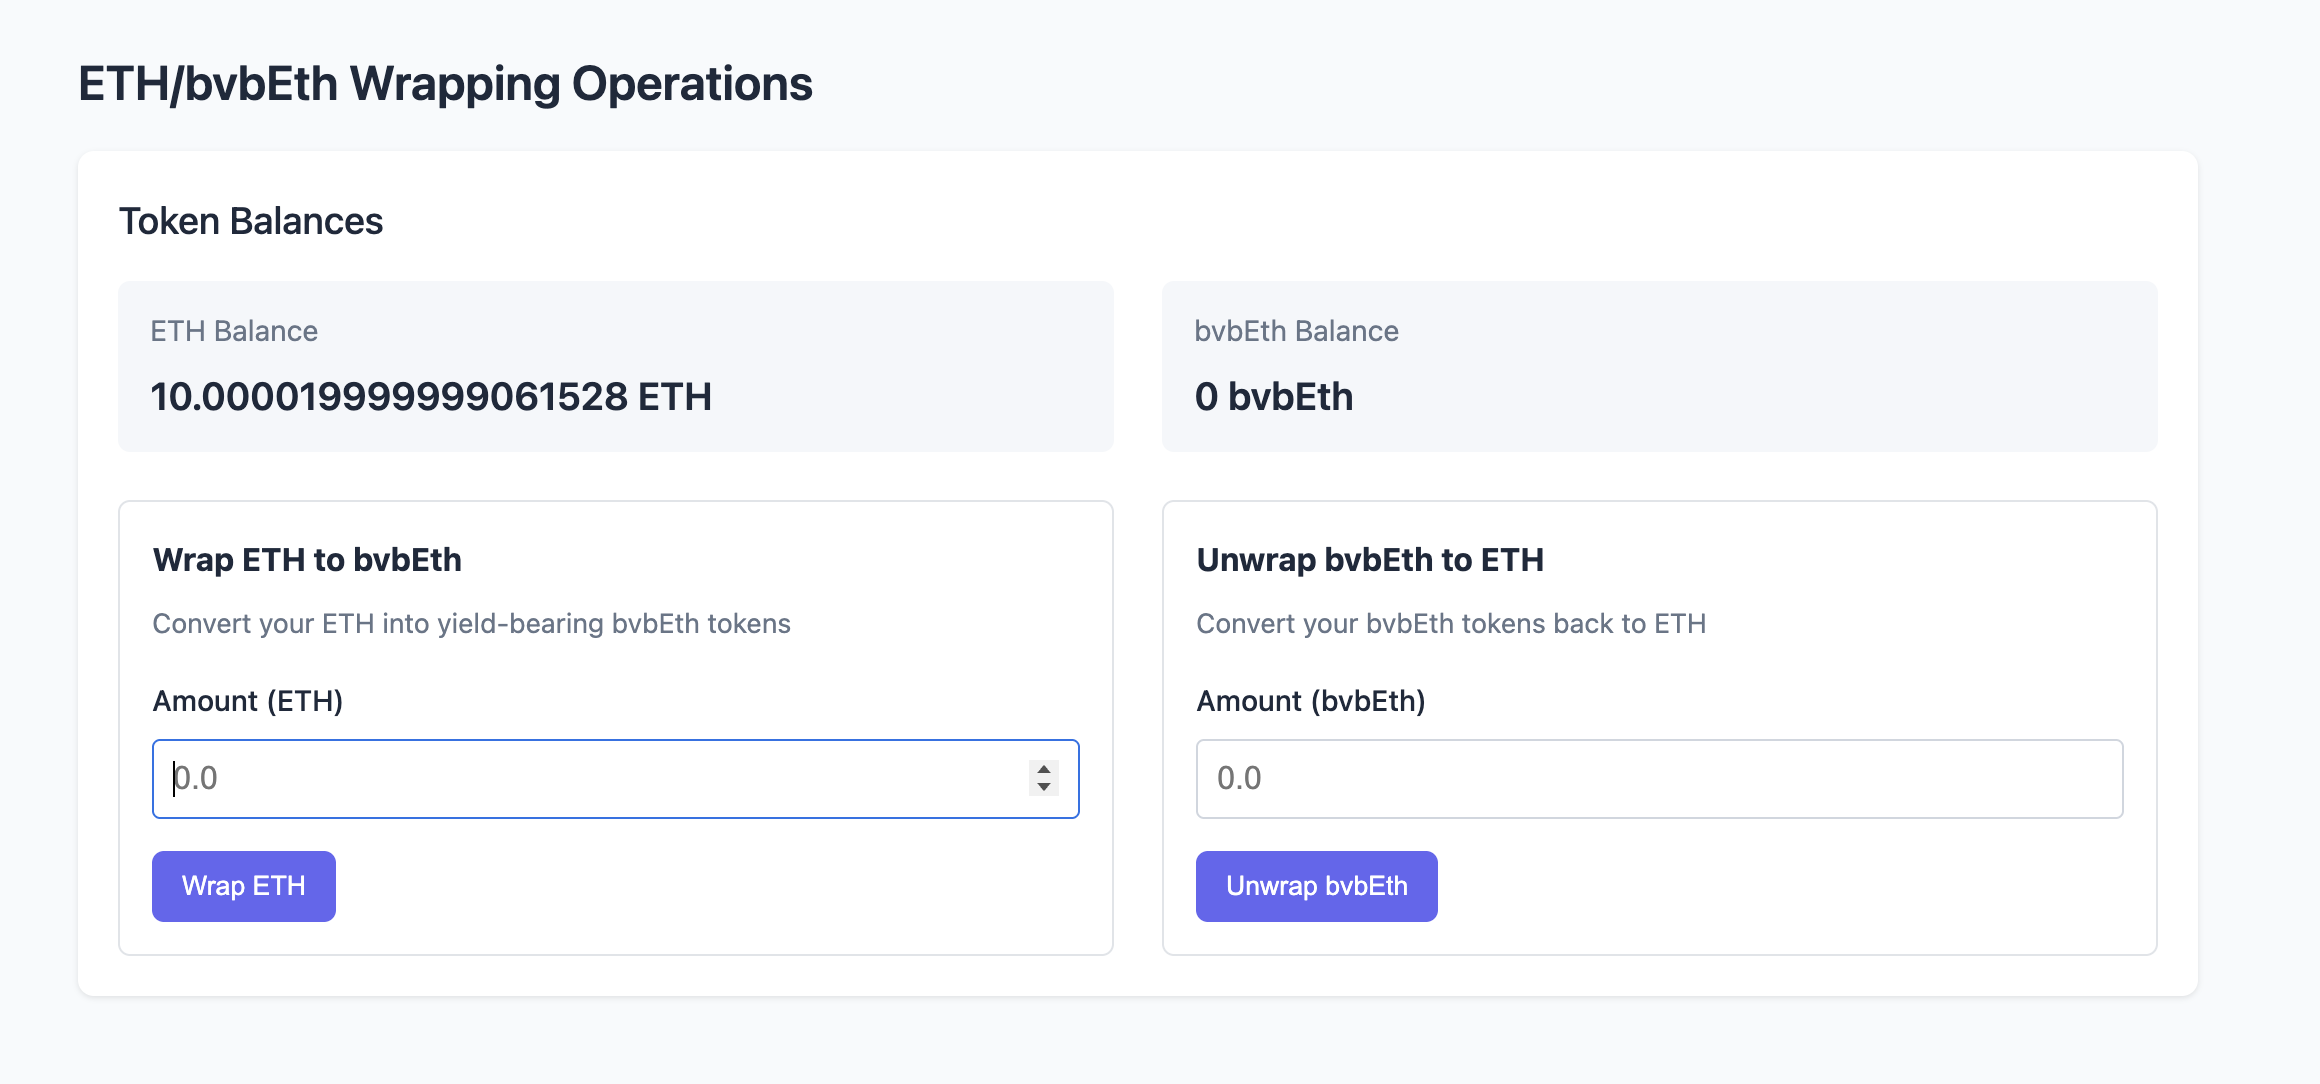 ETH/bvbEth Wrapping Operations
Token Balances
ETH Balance
10.000019999999061528 ETH
bvbEth Balance
0 bvbEth
Wrap ETH to bvbEth
Convert your ETH into yield-bearing bvbEth tokens
Amount (ETH)
0.0
Wrap ETH
Unwrap bvbEth to ETH
Convert your bvbEth tokens back to ETH
Amount (bvbEth)
0.0
Unwrap bvbEth